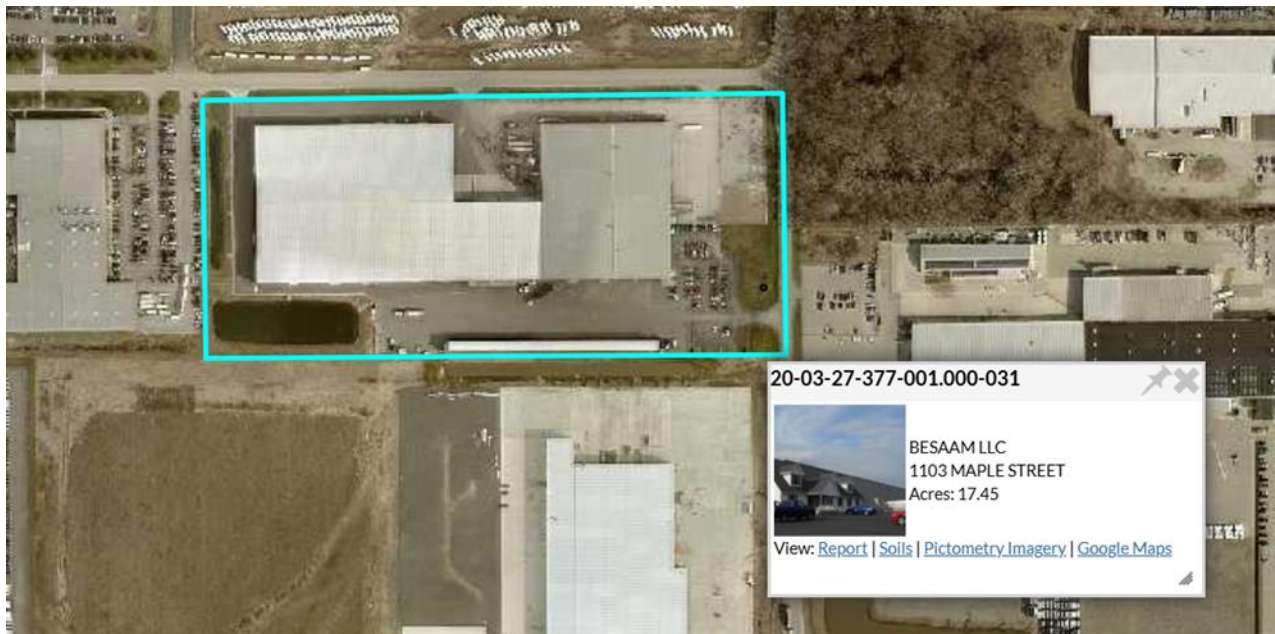 20-03-27-377-001.000-031
BESAAM LLC
1103 MAPLE STREET
Acres: 17.45
View: Report | Soils | Pictometry Imagery | Google Maps